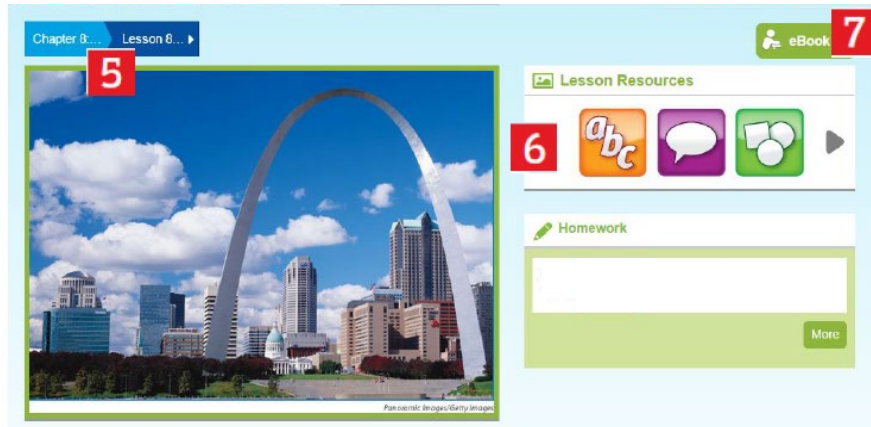 Chapter 8:...
Lesson 8...
5
eBook
7
Lesson Resources
6
abc
Homework
More
Panoramic Images/Getty Images